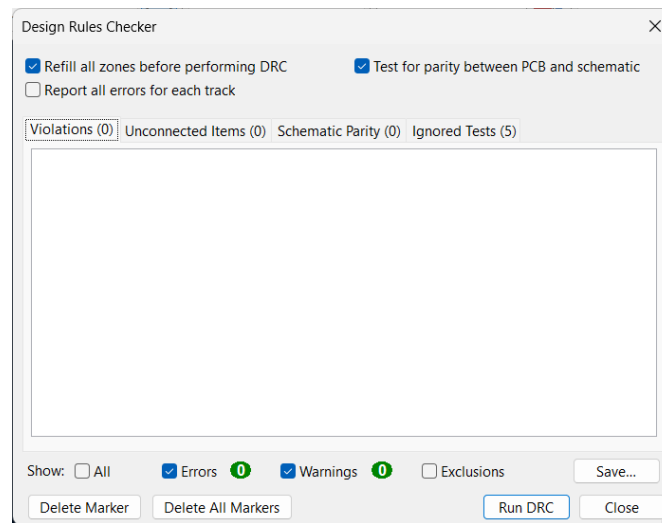 Design Rules Checker
Refill all zones before performing DRC Test for parity between PCB and schematic
Report all errors for each track
Violations (0) Unconnected Items (0) Schematic Parity (0) Ignored Tests (5)
Show: All Errors 0 Warnings 0 Exclusions Save...
Delete Marker Delete All Markers Run DRC Close